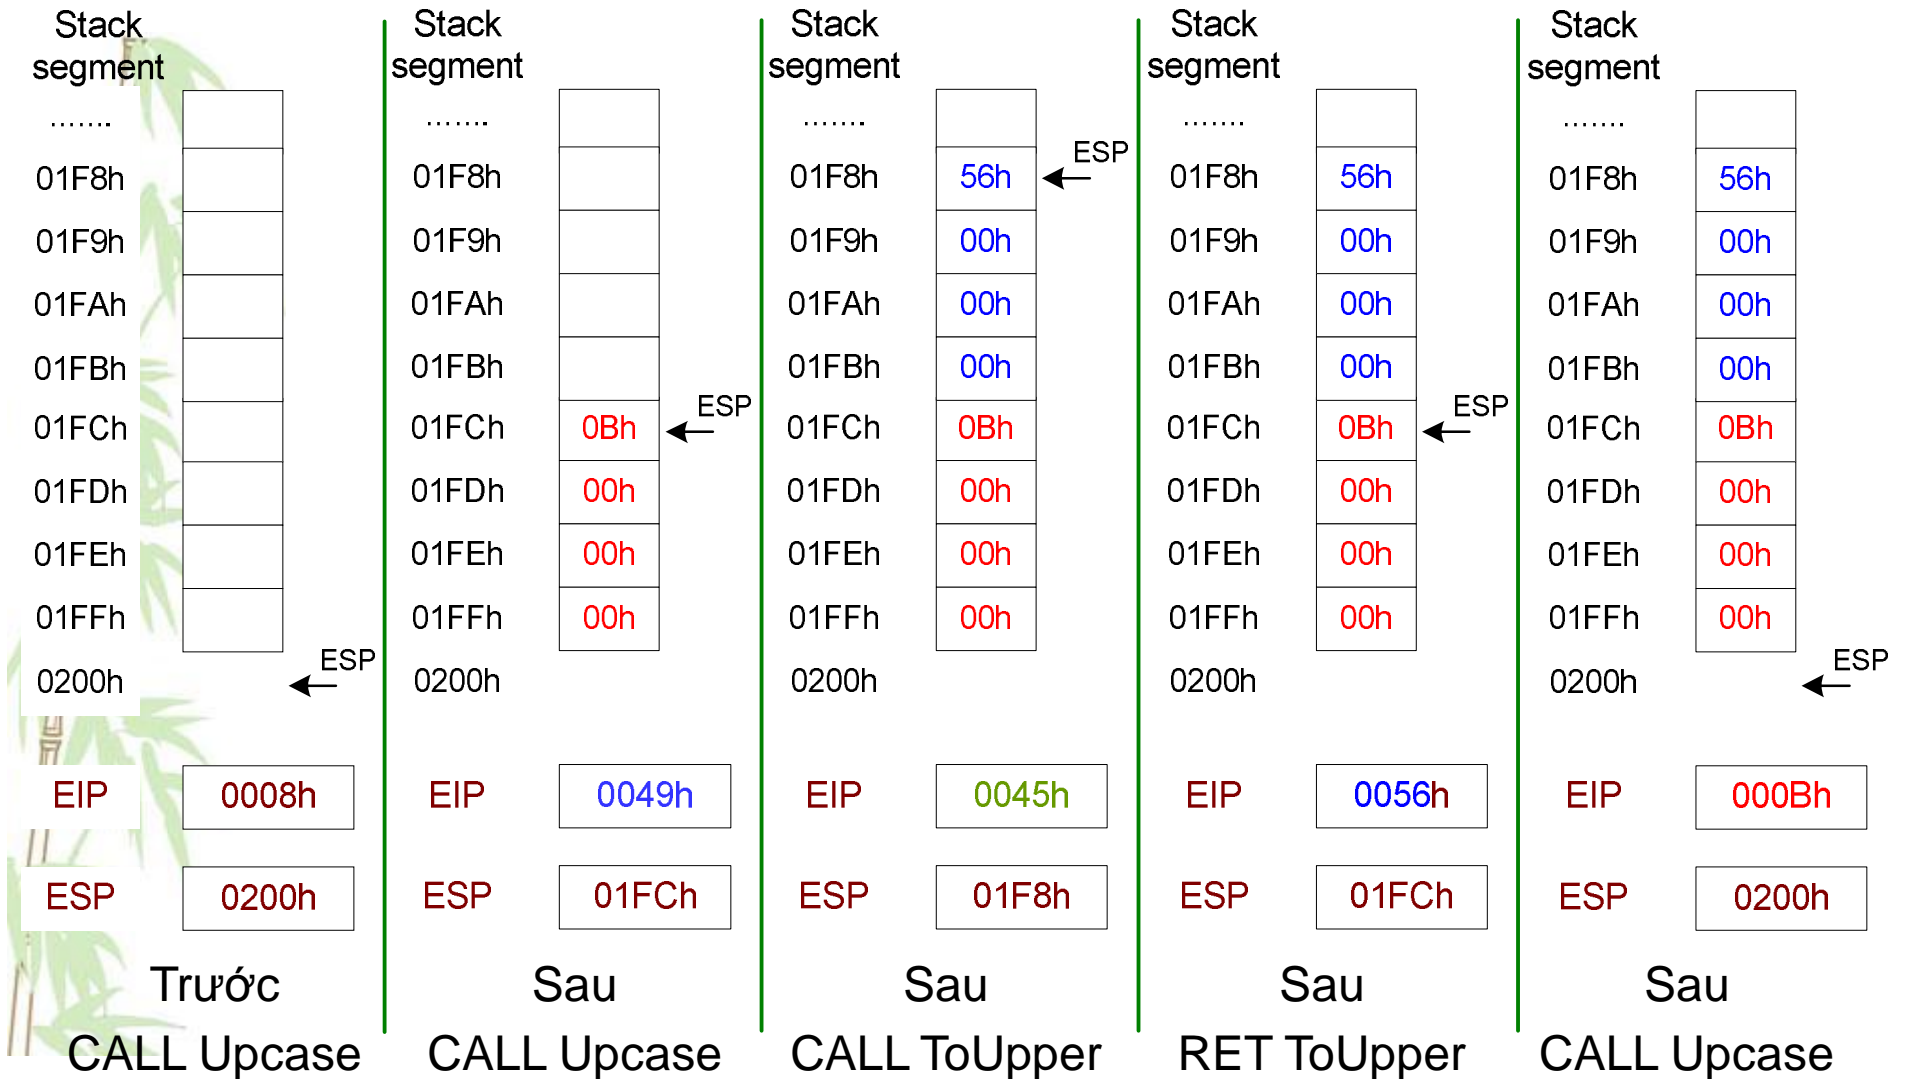 Stack
segment
.......
01F8h
01F9h
01FAh
01FBh
01FCh
01FDh
01FEh
01FFh
0200h
ESP
EIP 0008h
ESP 0200h
Trước
CALL Upcase
Stack
segment
.......
01F8h
01F9h
01FAh
01FBh
01FCh 0Bh ESP
01FDh 00h
01FEh 00h
01FFh 00h
0200h
EIP 0049h
ESP 01FCh
Sau
CALL Upcase
Stack
segment
.......
01F8h 56h ESP
01F9h 00h
01FAh 00h
01FBh 00h
01FCh 0Bh
01FDh 00h
01FEh 00h
01FFh 00h
0200h
EIP 0045h
ESP 01F8h
Sau
CALL ToUpper
Stack
segment
.......
01F8h 56h
01F9h 00h
01FAh 00h
01FBh 00h
01FCh 0Bh ESP
01FDh 00h
01FEh 00h
01FFh 00h
0200h
EIP 0056h
ESP 01FCh
Sau
RET ToUpper
Stack
segment
.......
01F8h 56h
01F9h 00h
01FAh 00h
01FBh 00h
01FCh 0Bh
01FDh 00h
01FEh 00h
01FFh 00h
0200h
ESP
EIP 000Bh
ESP 0200h
Sau
CALL Upcase